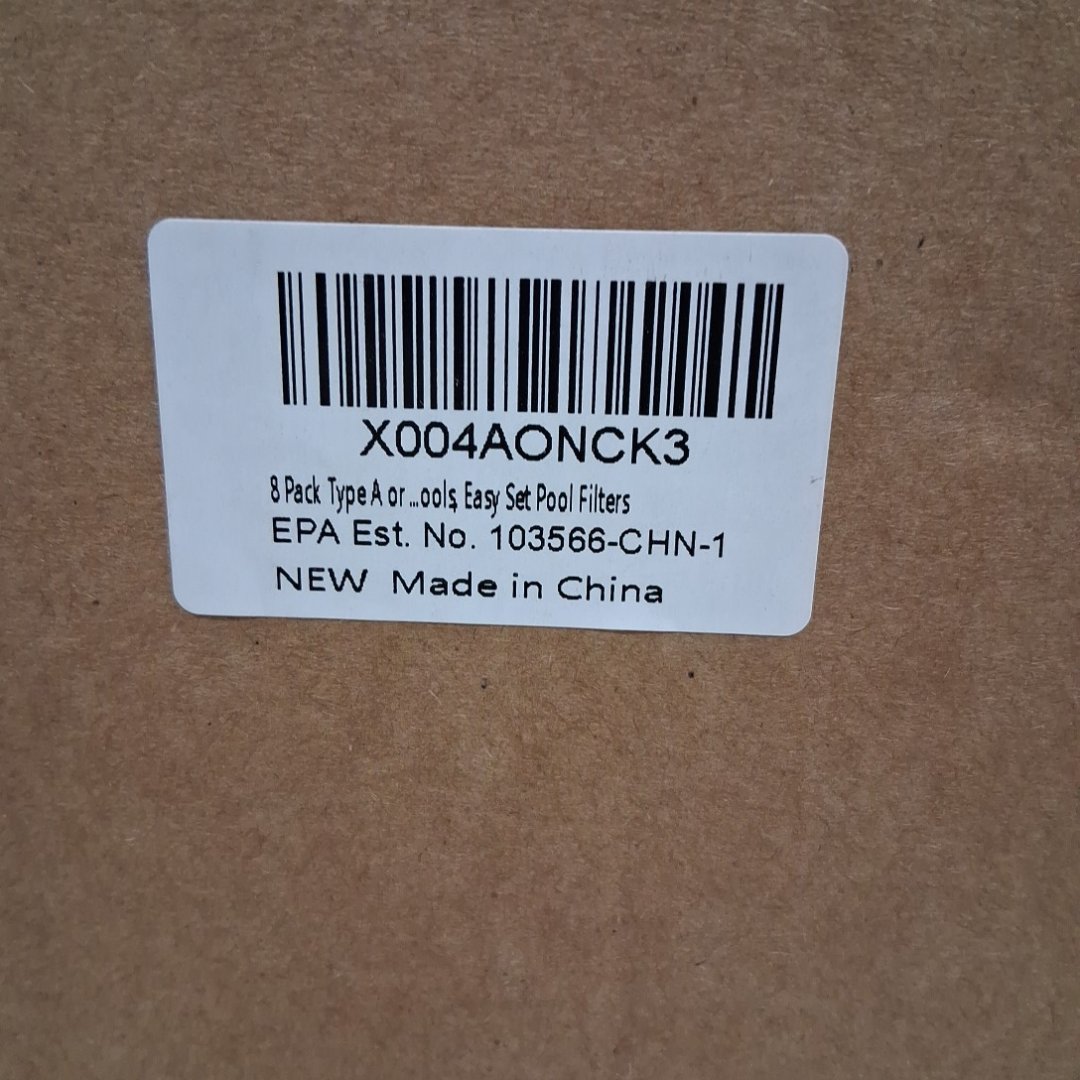 X004AONCK3
8 Pack Type A or ...ools, Easy Set Pool Filters
EPA Est. No. 103566-CHN-1
NEW Made in China